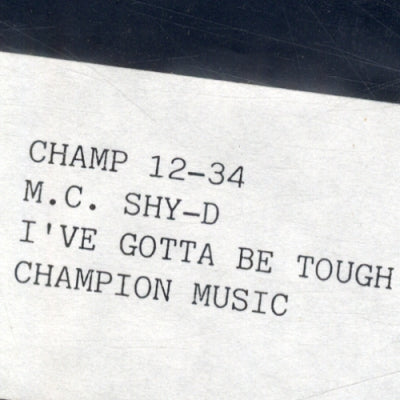 CHAMP 12-34
M.C. SHY-D
I'VE GOTTA BE TOUGH
CHAMPION MUSIC